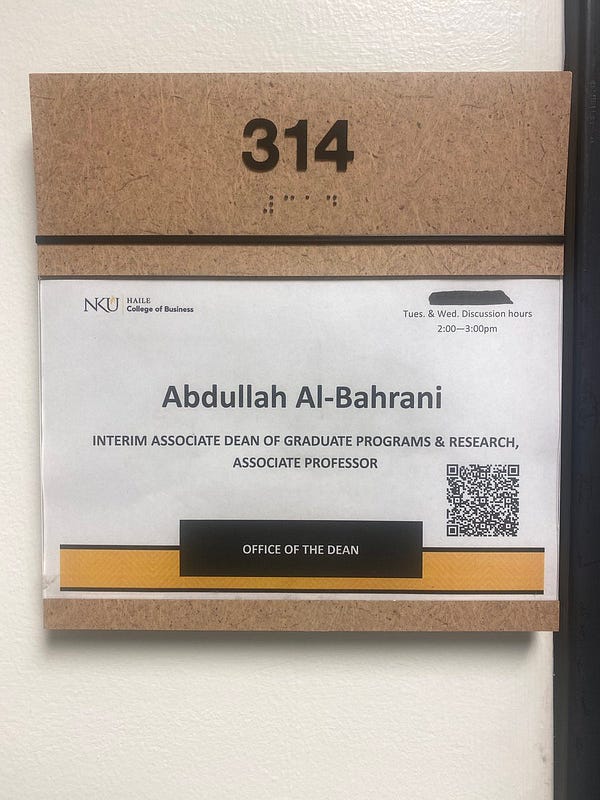 314
⠼⠉⠁⠙
NKU HAILE
College of Business
Tues. & Wed. Discussion hours
2:00—3:00pm
Abdullah Al-Bahrani
INTERIM ASSOCIATE DEAN OF GRADUATE PROGRAMS & RESEARCH,
ASSOCIATE PROFESSOR
OFFICE OF THE DEAN